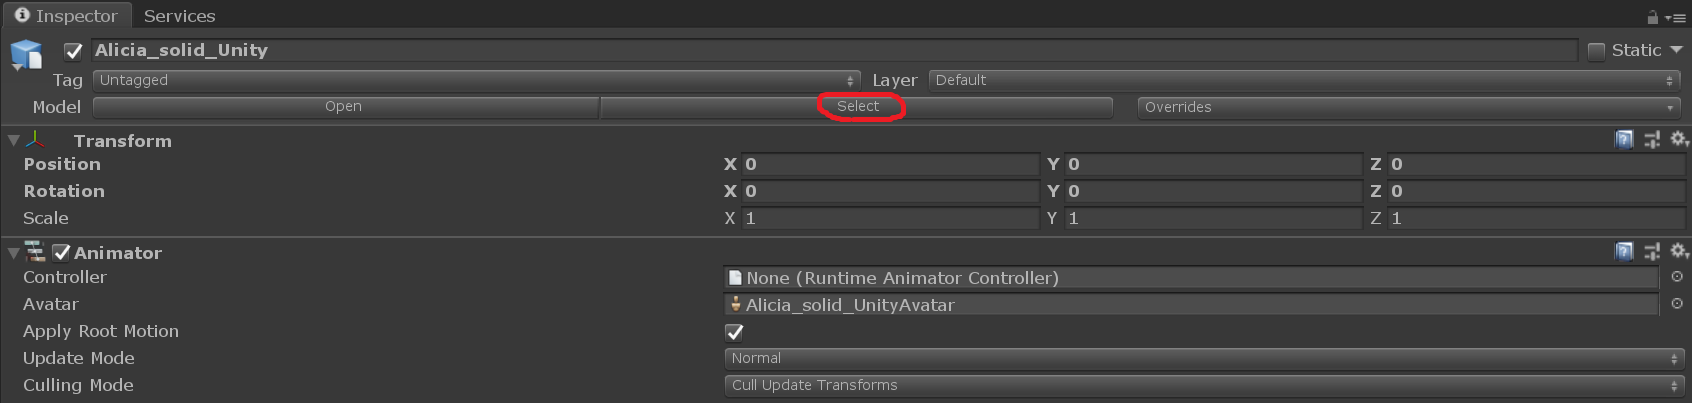 Inspector Services
Alicia_solid_Unity Static
Tag Untagged Layer Default
Model Open Select Overrides
Transform
Position X 0 Y 0 Z 0
Rotation X 0 Y 0 Z 0
Scale X 1 Y 1 Z 1
Animator
Controller None (Runtime Animator Controller)
Avatar Alicia_solid_UnityAvatar
Apply Root Motion
Update Mode Normal
Culling Mode Cull Update Transforms